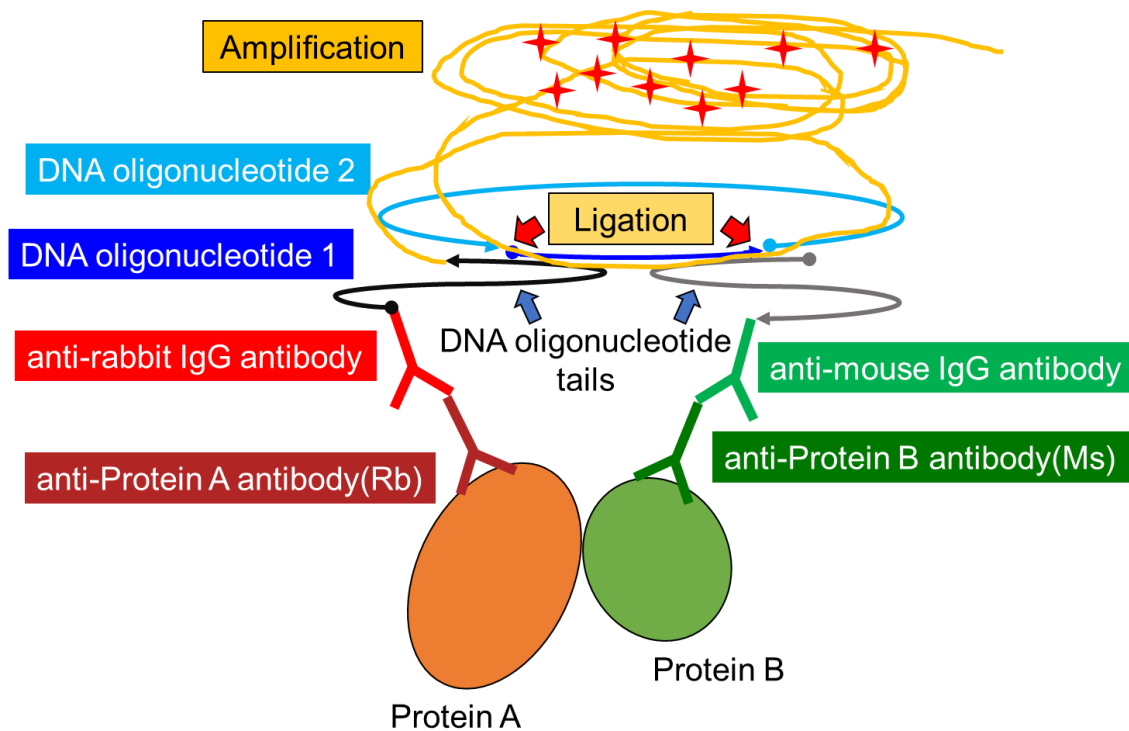 Amplification
DNA oligonucleotide 2
Ligation
DNA oligonucleotide 1
DNA oligonucleotide
tails
anti-rabbit IgG antibody
anti-mouse IgG antibody
anti-Protein A antibody(Rb)
anti-Protein B antibody(Ms)
Protein B
Protein A